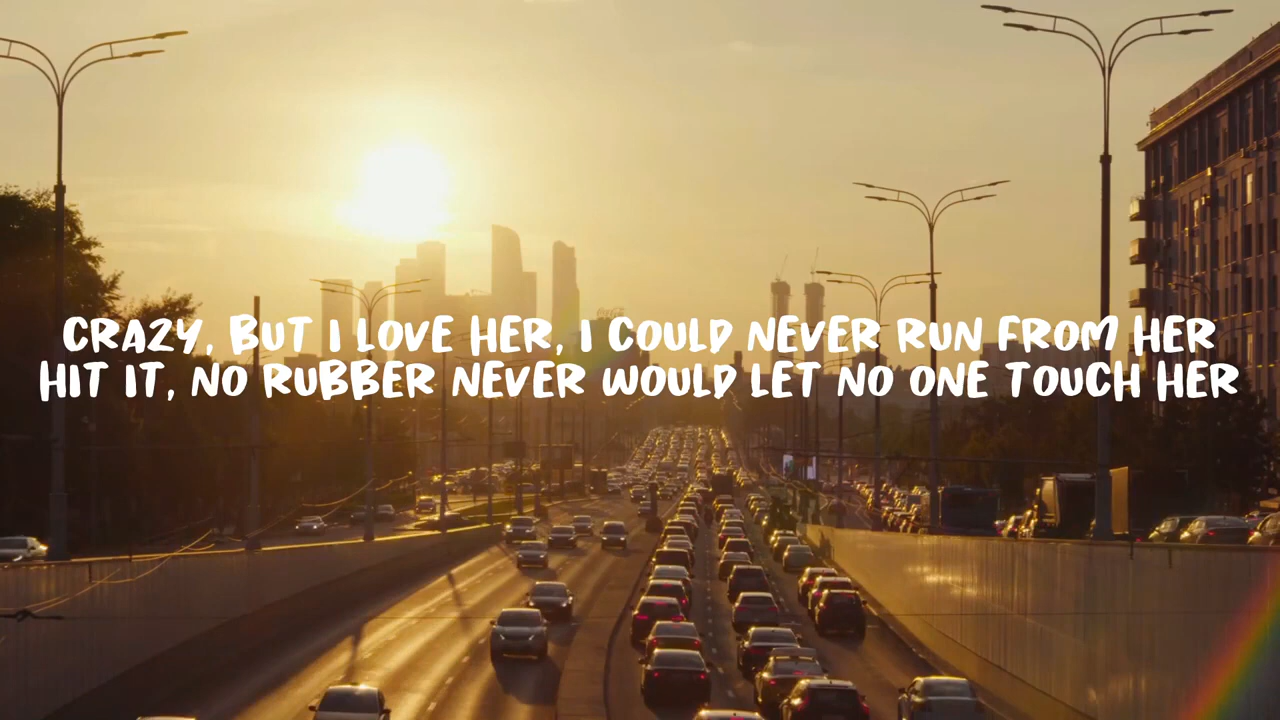 CRAZY, BUT I LOVE HER, I COULD NEVER RUN FROM HER
HIT IT, NO RUBBER NEVER WOULD LET NO ONE TOUCH HER